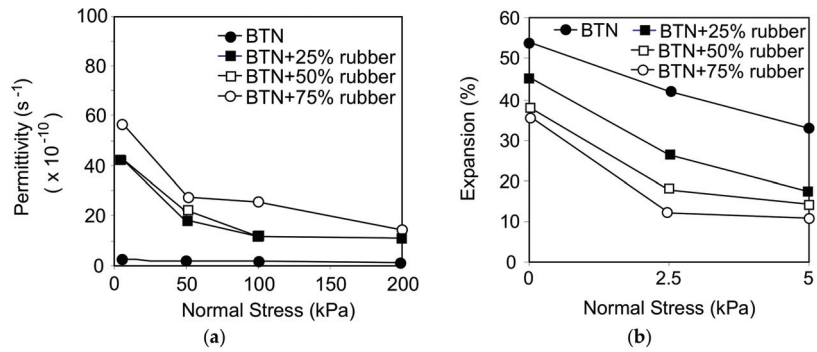 Permittivity (s⁻¹)
( x 10⁻¹⁰)
100
80
60
40
20
0
BTN
BTN+25% rubber
BTN+50% rubber
BTN+75% rubber
0 50 100 150 200
Normal Stress (kPa)
(a)
Expansion (%)
60
50
40
30
20
10
0
BTN
BTN+25% rubber
BTN+50% rubber
BTN+75% rubber
0 2.5 5
Normal Stress (kPa)
(b)